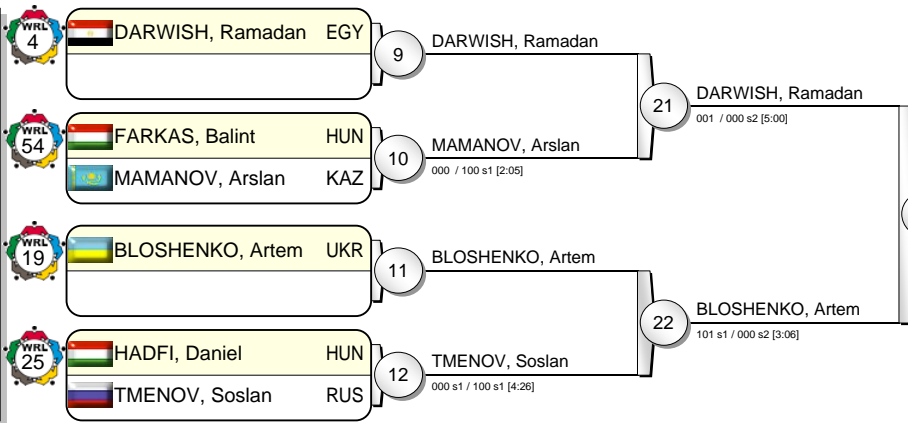 WRL
4
DARWISH, Ramadan EGY
9
DARWISH, Ramadan
WRL
54
FARKAS, Balint HUN
MAMANOV, Arslan KAZ
10
MAMANOV, Arslan
000 / 100 s1 [2:05]
21
DARWISH, Ramadan
001 / 000 s2 [5:00]
WRL
19
BLOSHENKO, Artem UKR
11
BLOSHENKO, Artem
WRL
25
HADFI, Daniel HUN
TMENOV, Soslan RUS
12
TMENOV, Soslan
000 s1 / 100 s1 [4:26]
22
BLOSHENKO, Artem
101 s1 / 000 s2 [3:06]